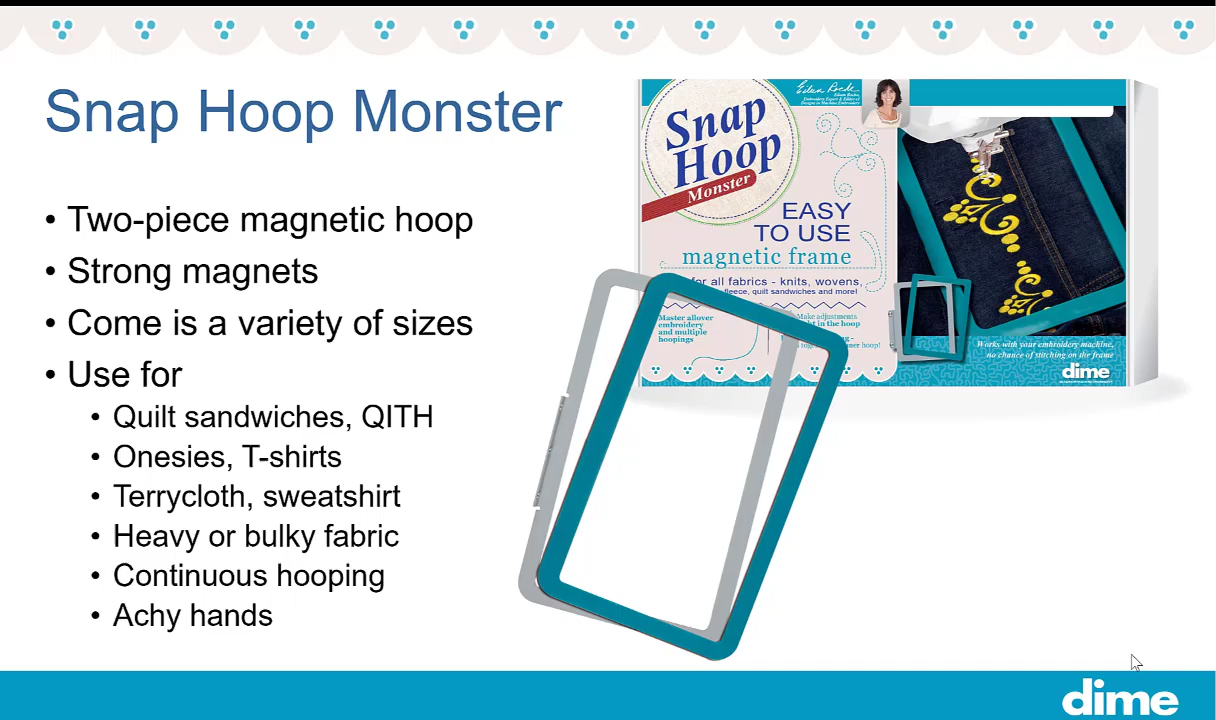 Snap Hoop Monster
• Two-piece magnetic hoop
• Strong magnets
• Come is a variety of sizes
• Use for
• Quilt sandwiches, QITH
• Onesies, T-shirts
• Terrycloth, sweatshirt
• Heavy or bulky fabric
• Continuous hooping
• Achy hands
Eileen Roche
Snap
Hoop
Monster
EASY
TO USE
magnetic frame
for all fabrics - knits, wovens,
fleece, quilt sandwiches and more!
Master allover
embroidery
and multiple
hoopings
Make adjustments
in the hoop
hoop!
Works with your embroidery machine,
no chance of stitching on the frame
dime
dime